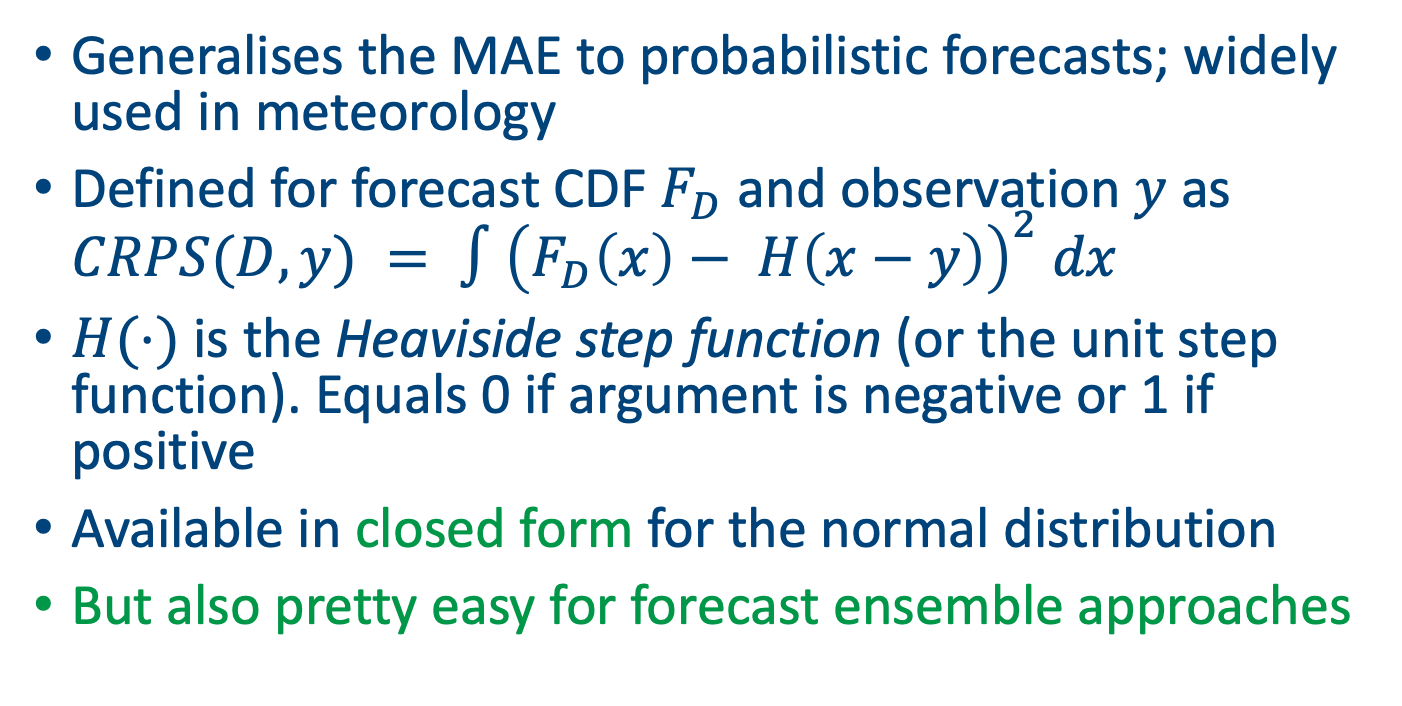 • Generalises the MAE to probabilistic forecasts; widely
used in meteorology
• Defined for forecast CDF F_D and observation y as
CRPS(D, y) = ∫ (F_D(x) − H(x − y))² dx
• H(·) is the Heaviside step function (or the unit step
function). Equals 0 if argument is negative or 1 if
positive
• Available in closed form for the normal distribution
• But also pretty easy for forecast ensemble approaches